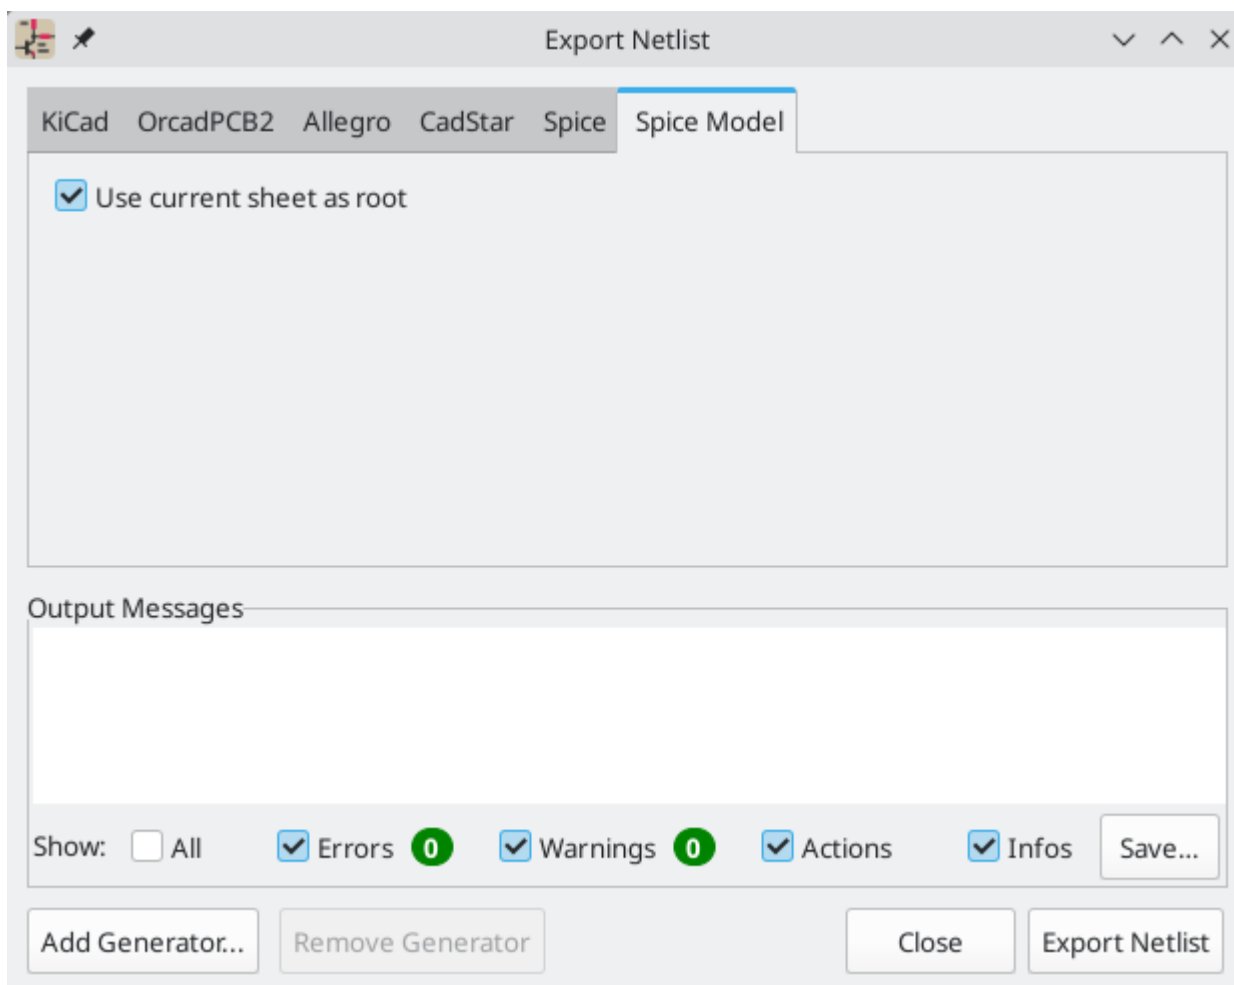 Export Netlist
KiCad OrcadPCB2 Allegro CadStar Spice Spice Model
Use current sheet as root
Output Messages
Show: All Errors 0 Warnings 0 Actions Infos Save...
Add Generator... Remove Generator Close Export Netlist